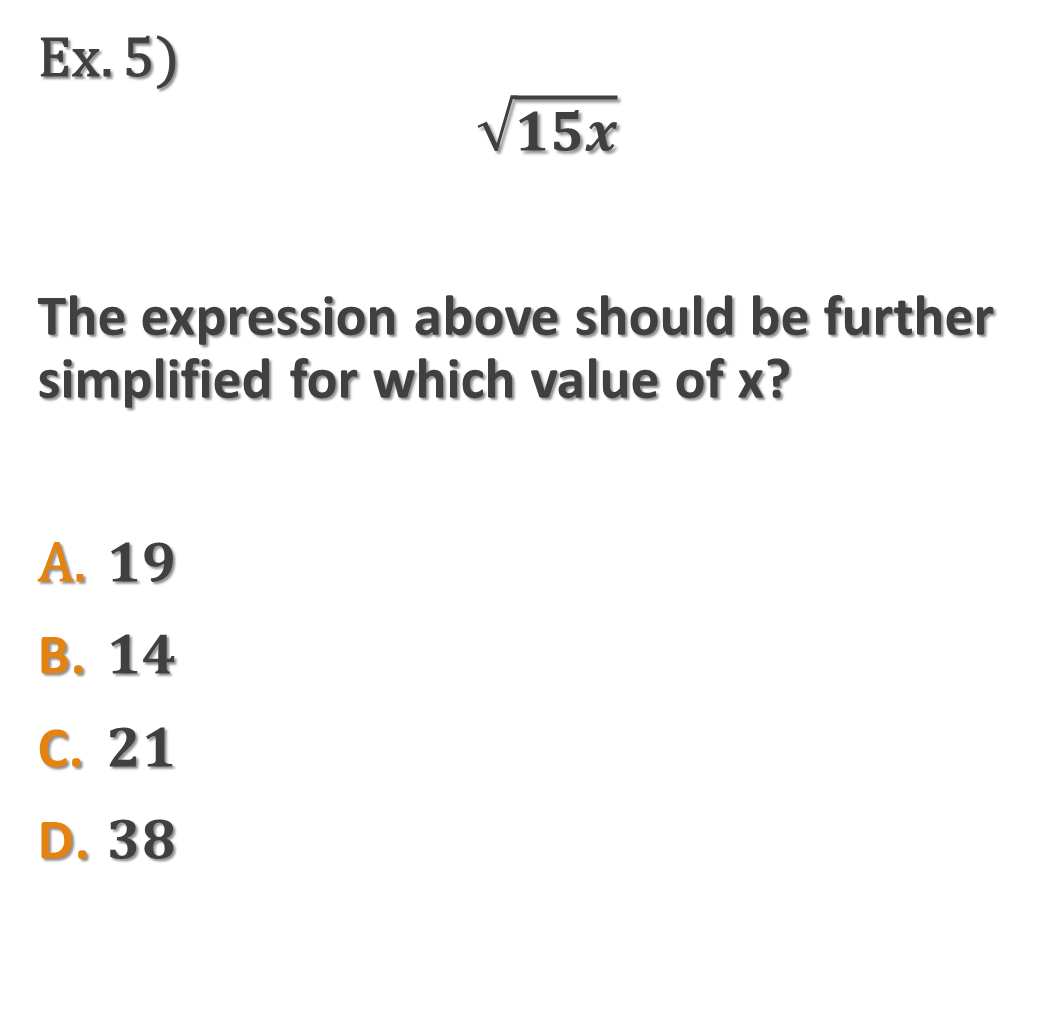 Ex. 5)
√15x
The expression above should be further
simplified for which value of x?
A. 19
B. 14
C. 21
D. 38